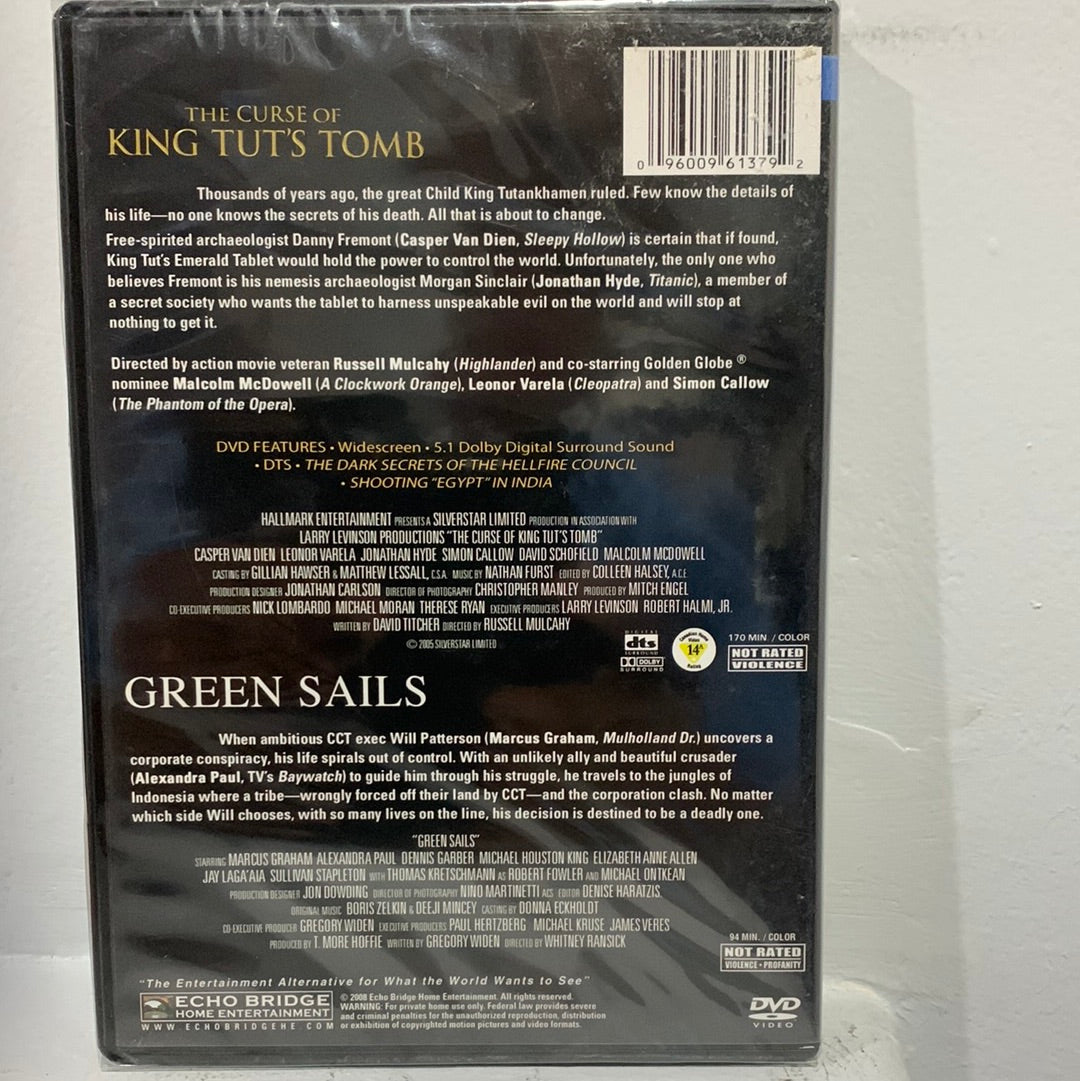 THE CURSE OF
KING TUT'S TOMB
0 96009 61379 2
Thousands of years ago, the great Child King Tutankhamen ruled. Few know the details of
his life—no one knows the secrets of his death. All that is about to change.
Free-spirited archaeologist Danny Fremont (Casper Van Dien, Sleepy Hollow) is certain that if found,
King Tut's Emerald Tablet would hold the power to control the world. Unfortunately, the only one who
believes Fremont is his nemesis archaeologist Morgan Sinclair (Jonathan Hyde, Titanic), a member of
a secret society who wants the tablet to harness unspeakable evil on the world and will stop at
nothing to get it.
Directed by action movie veteran Russell Mulcahy (Highlander) and co-starring Golden Globe ®
nominee Malcolm McDowell (A Clockwork Orange), Leonor Varela (Cleopatra) and Simon Callow
(The Phantom of the Opera).
DVD FEATURES • Widescreen • 5.1 Dolby Digital Surround Sound
• DTS • THE DARK SECRETS OF THE HELLFIRE COUNCIL
• SHOOTING "EGYPT" IN INDIA
HALLMARK ENTERTAINMENT PRESENTS A SILVERSTAR LIMITED PRODUCTION IN ASSOCIATION WITH
LARRY LEVINSON PRODUCTIONS "THE CURSE OF KING TUT'S TOMB"
CASPER VAN DIEN LEONOR VARELA JONATHAN HYDE SIMON CALLOW DAVID SCHOFIELD MALCOLM MCDOWELL
CASTING BY GILLIAN HAWSER & MATTHEW LESSALL, C.S.A. MUSIC BY NATHAN FURST EDITED BY COLLEEN HALSEY, A.C.E.
PRODUCTION DESIGNER JONATHAN CARLSON DIRECTOR OF PHOTOGRAPHY CHRISTOPHER MANLEY PRODUCED BY MITCH ENGEL
CO-EXECUTIVE PRODUCERS NICK LOMBARDO MICHAEL MORAN THERESE RYAN EXECUTIVE PRODUCERS LARRY LEVINSON ROBERT HALMI, JR.
WRITTEN BY DAVID TITCHER DIRECTED BY RUSSELL MULCAHY
© 2005 SILVERSTAR LIMITED
DIGITAL
dts
SURROUND
DOLBY
SURROUND
Canadian Home
Video
14A
Rating
170 MIN. / COLOR
NOT RATED
VIOLENCE
GREEN SAILS
When ambitious CCT exec Will Patterson (Marcus Graham, Mulholland Dr.) uncovers a
corporate conspiracy, his life spirals out of control. With an unlikely ally and beautiful crusader
(Alexandra Paul, TV's Baywatch) to guide him through his struggle, he travels to the jungles of
Indonesia where a tribe—wrongly forced off their land by CCT—and the corporation clash. No matter
which side Will chooses, with so many lives on the line, his decision is destined to be a deadly one.
"GREEN SAILS"
STARRING MARCUS GRAHAM ALEXANDRA PAUL DENNIS GARBER MICHAEL HOUSTON KING ELIZABETH ANNE ALLEN
JAY LAGA'AIA SULLIVAN STAPLETON WITH THOMAS KRETSCHMANN AS ROBERT FOWLER AND MICHAEL ONTKEAN
PRODUCTION DESIGNER JON DOWDING DIRECTOR OF PHOTOGRAPHY NINO MARTINETTI ACS EDITOR DENISE HARATZIS
ORIGINAL MUSIC BORIS ZELKIN & DEEJI MINCEY CASTING BY DONNA ECKHOLDT
CO-EXECUTIVE PRODUCER GREGORY WIDEN EXECUTIVE PRODUCERS PAUL HERTZBERG MICHAEL KRUSE JAMES VERES
PRODUCED BY T. MORE HOFFIE WRITTEN BY GREGORY WIDEN DIRECTED BY WHITNEY RANSICK
94 MIN. / COLOR
NOT RATED
VIOLENCE • PROFANITY
"The Entertainment Alternative for What the World Wants to See"
ECHO BRIDGE
HOME ENTERTAINMENT
WWW.ECHOBRIDGEHE.COM
© 2008 Echo Bridge Home Entertainment. All rights reserved.
WARNING: For private home use only. Federal law provides severe
and criminal penalties for the unauthorized reproduction, distribution
or exhibition of copyrighted motion pictures and video formats.
DVD
VIDEO